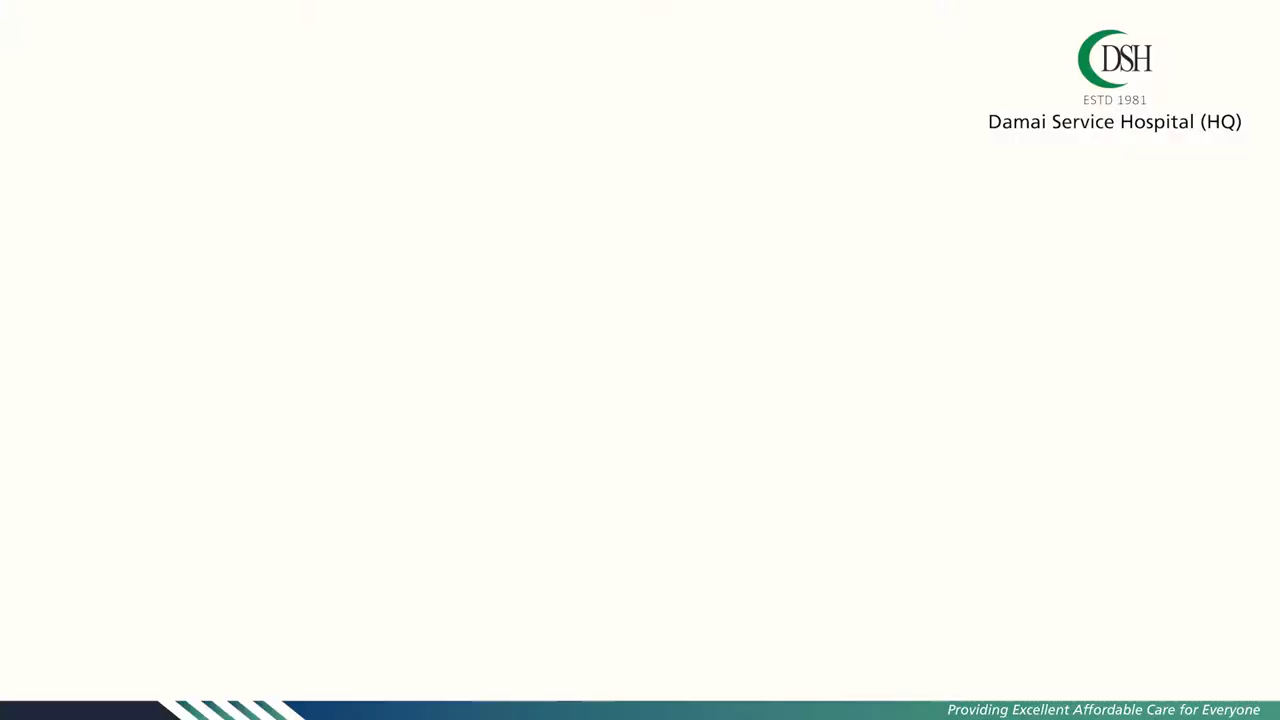 DSH
ESTD 1981
Damai Service Hospital (HQ)
Providing Excellent Affordable Care for Everyone